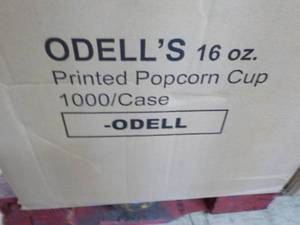 ODELL'S 16 oz.
Printed Popcorn Cup
1000/Case
-ODELL